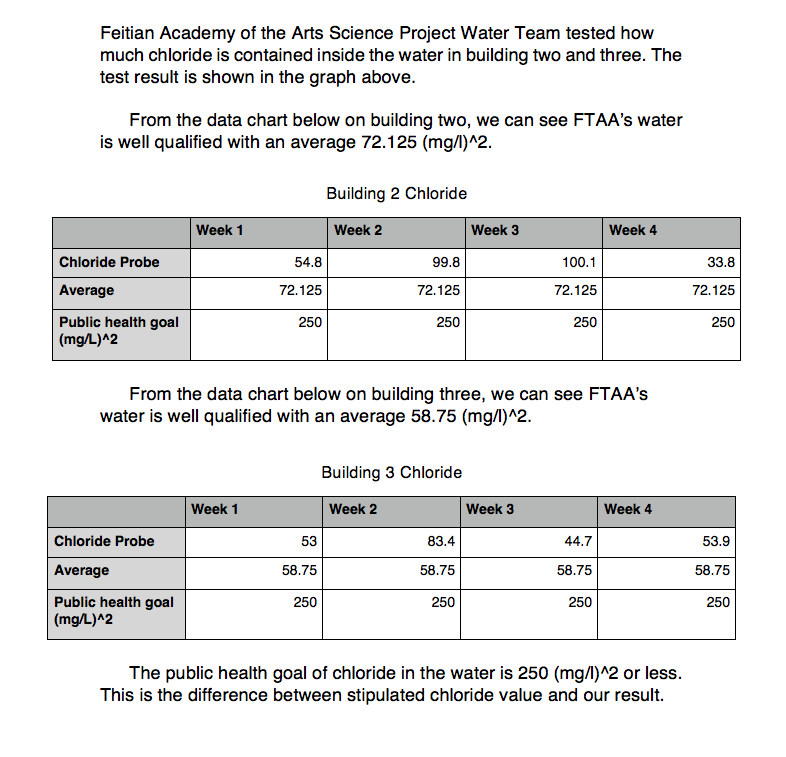 Feitian Academy of the Arts Science Project Water Team tested how
much chloride is contained inside the water in building two and three. The
test result is shown in the graph above.
From the data chart below on building two, we can see FTAA's water
is well qualified with an average 72.125 (mg/l)^2.
Building 2 Chloride
Week 1 Week 2 Week 3 Week 4
Chloride Probe 54.8 99.8 100.1 33.8
Average 72.125 72.125 72.125 72.125
Public health goal 250 250 250 250
(mg/L)^2
From the data chart below on building three, we can see FTAA's
water is well qualified with an average 58.75 (mg/l)^2.
Building 3 Chloride
Week 1 Week 2 Week 3 Week 4
Chloride Probe 53 83.4 44.7 53.9
Average 58.75 58.75 58.75 58.75
Public health goal 250 250 250 250
(mg/L)^2
The public health goal of chloride in the water is 250 (mg/l)^2 or less.
This is the difference between stipulated chloride value and our result.